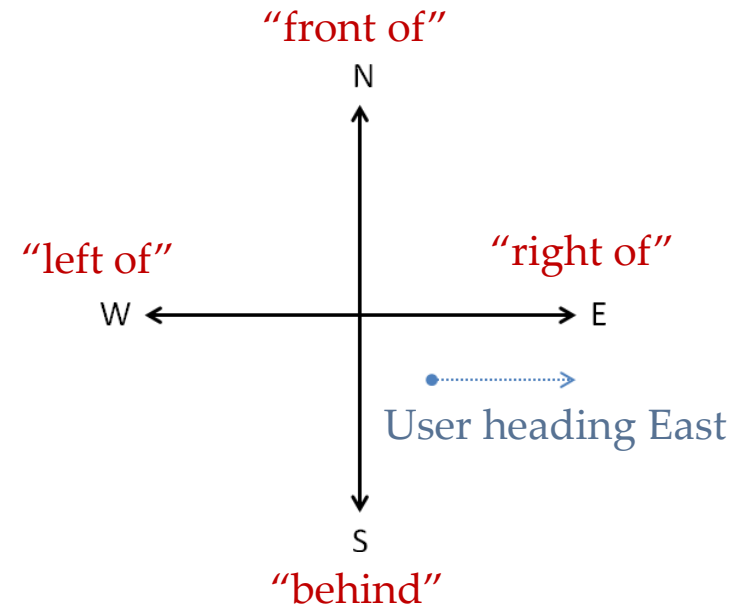 “front of”
N
“left of”
“right of”
W
E
User heading East
S
“behind”